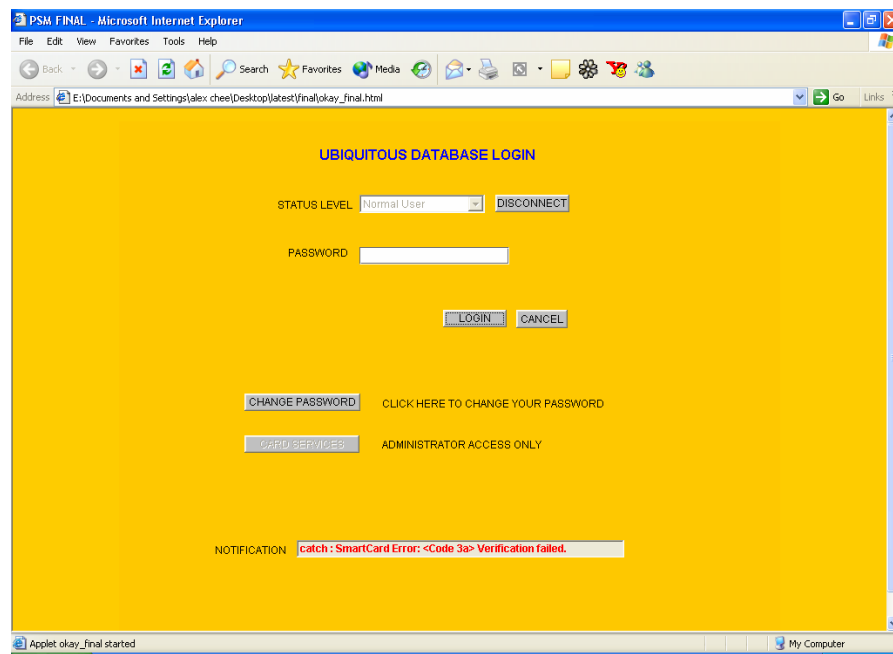 PSM FINAL - Microsoft Internet Explorer
File Edit View Favorites Tools Help
Back Search Favorites Media
Address E:\Documents and Settings\alex chee\Desktop\latest\final\okay_final.html Go Links
UBIQUITOUS DATABASE LOGIN
STATUS LEVEL Normal User DISCONNECT
PASSWORD
LOGIN CANCEL
CHANGE PASSWORD CLICK HERE TO CHANGE YOUR PASSWORD
CARD SERVICES ADMINISTRATOR ACCESS ONLY
NOTIFICATION catch : SmartCard Error: <Code 3a> Verification failed.
Applet okay_final started My Computer